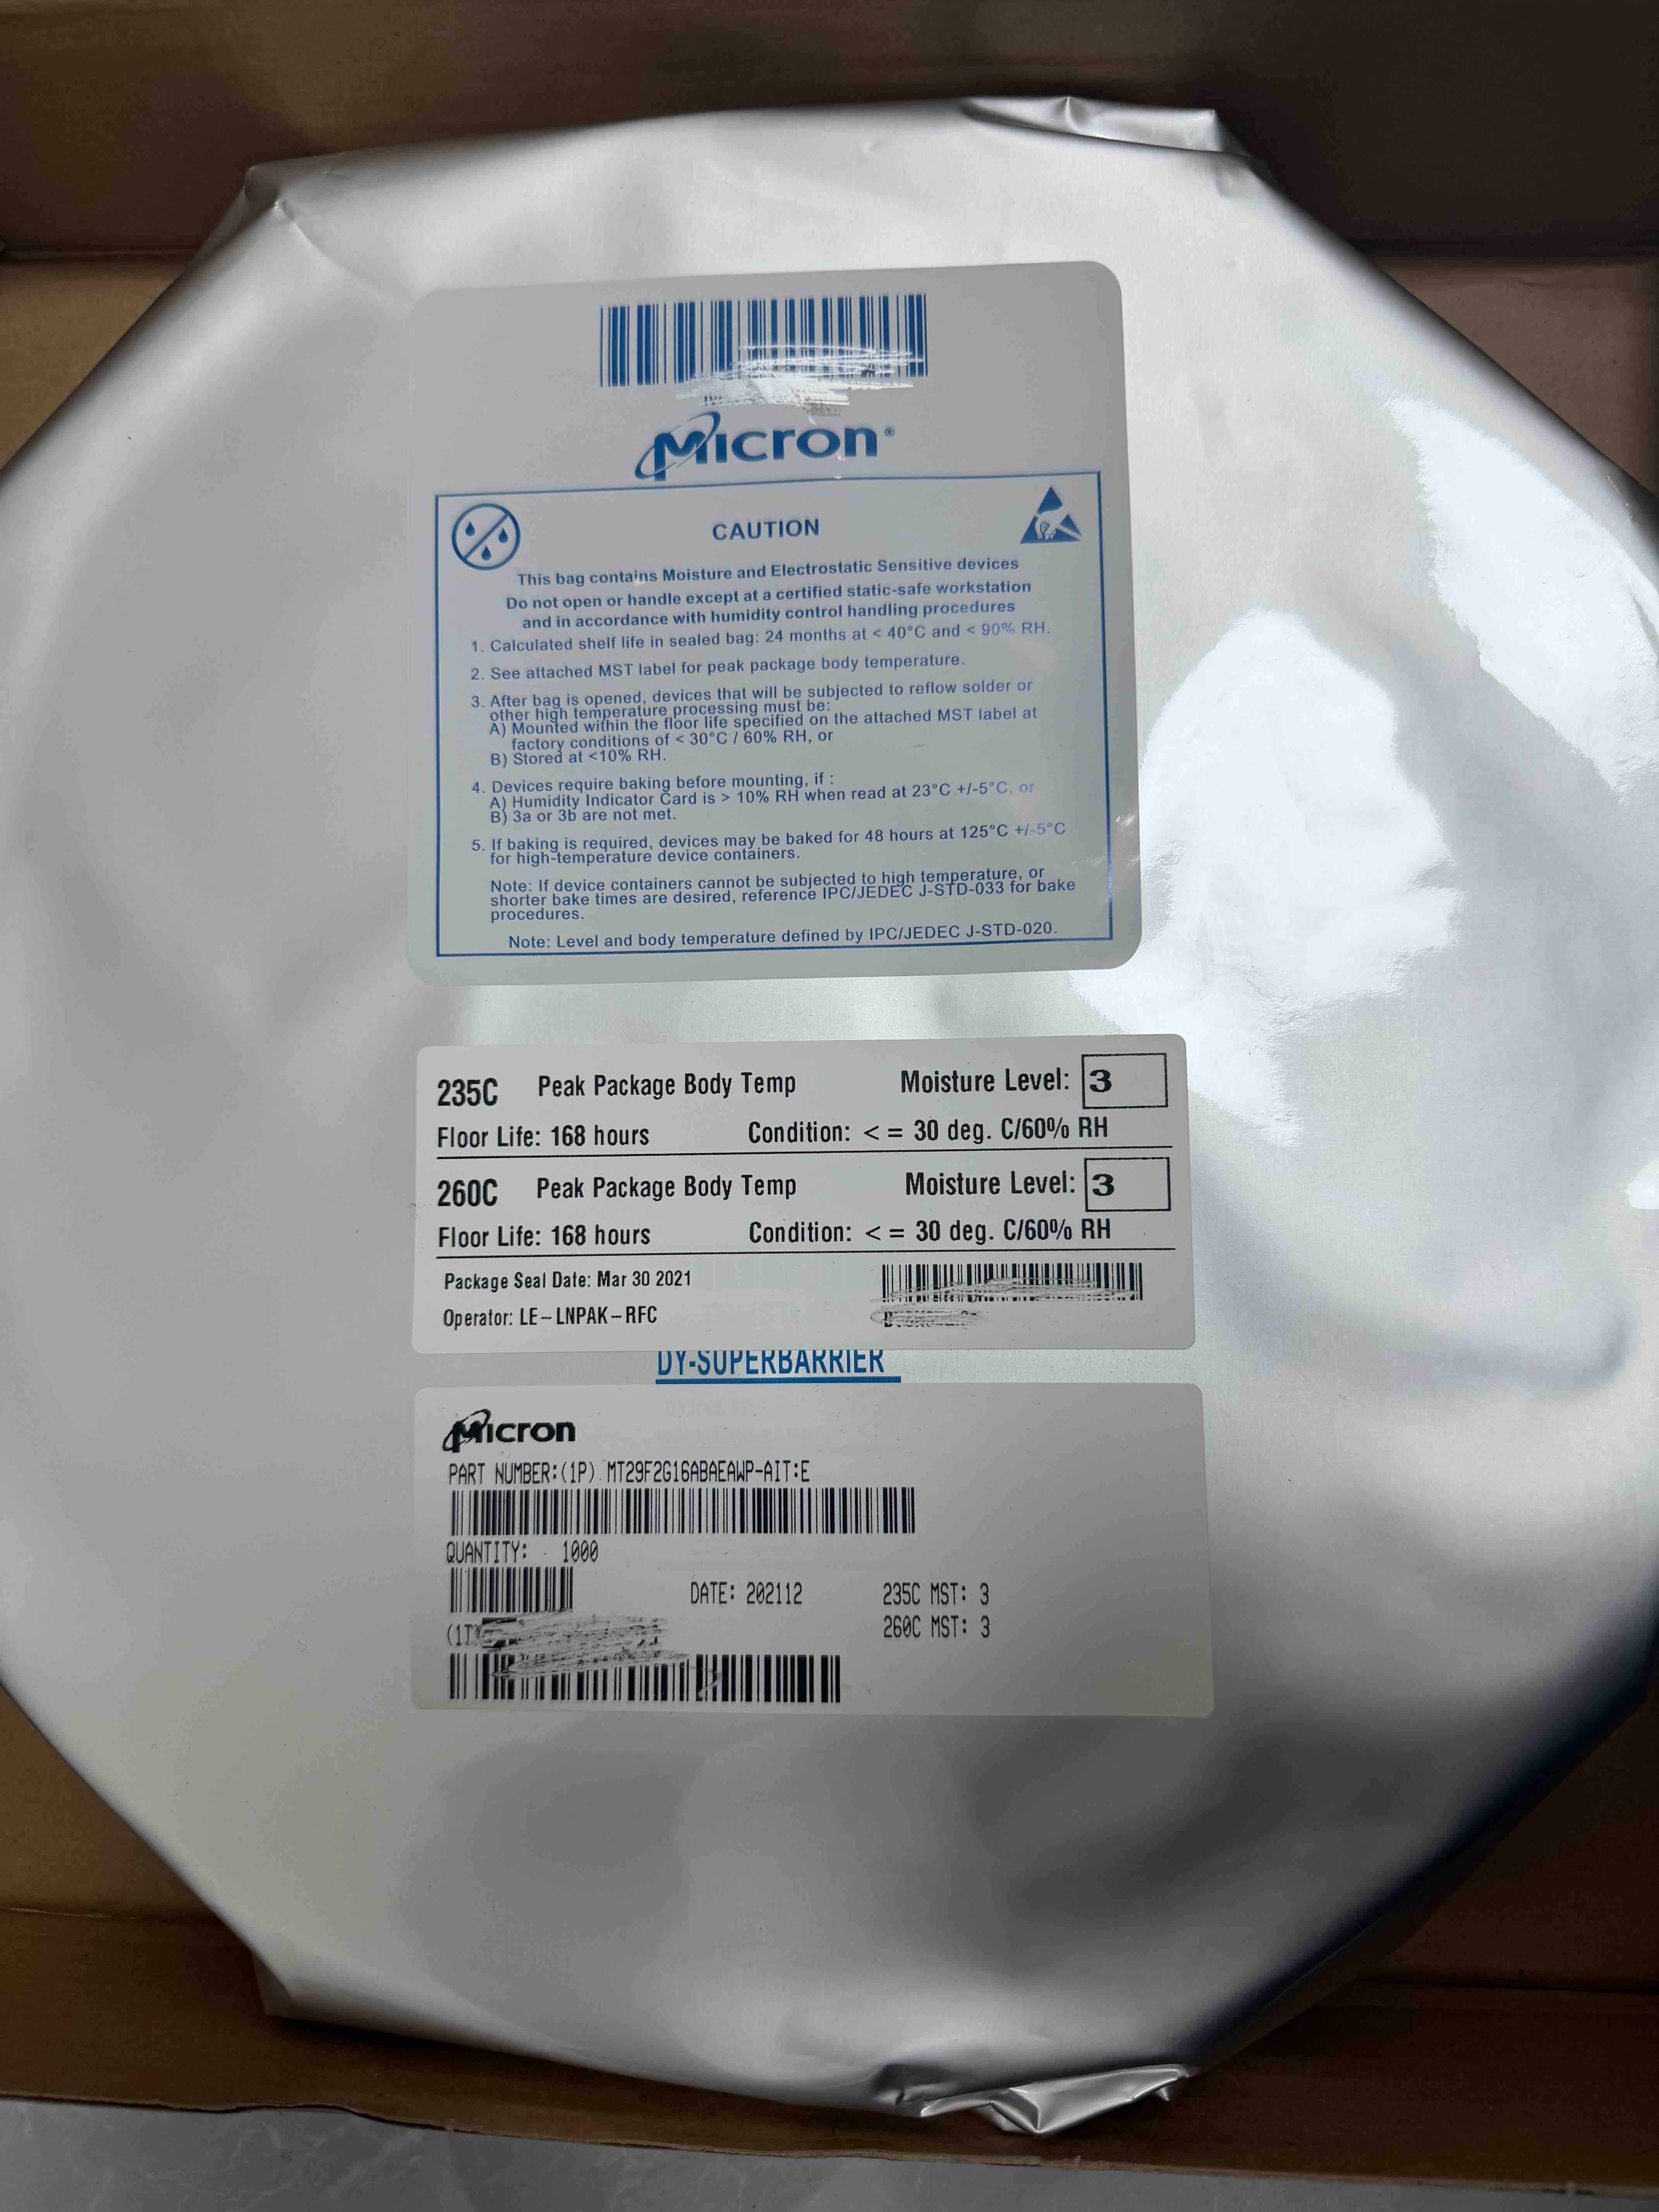 Micron®
CAUTION
This bag contains Moisture and Electrostatic Sensitive devices
Do not open or handle except at a certified static-safe workstation
and in accordance with humidity control handling procedures
1. Calculated shelf life in sealed bag: 24 months at < 40°C and < 90% RH.
2. See attached MST label for peak package body temperature.
3. After bag is opened, devices that will be subjected to reflow solder or
other high temperature processing must be:
A) Mounted within the floor life specified on the attached MST label at
factory conditions of < 30°C / 60% RH, or
B) Stored at <10% RH.
4. Devices require baking before mounting, if :
A) Humidity Indicator Card is > 10% RH when read at 23°C +/-5°C, or
B) 3a or 3b are not met.
5. If baking is required, devices may be baked for 48 hours at 125°C +/-5°C
for high-temperature device containers.
Note: If device containers cannot be subjected to high temperature, or
shorter bake times are desired, reference IPC/JEDEC J-STD-033 for bake
procedures.
Note: Level and body temperature defined by IPC/JEDEC J-STD-020.
235C Peak Package Body Temp Moisture Level: 3
Floor Life: 168 hours Condition: < = 30 deg. C/60% RH
260C Peak Package Body Temp Moisture Level: 3
Floor Life: 168 hours Condition: < = 30 deg. C/60% RH
Package Seal Date: Mar 30 2021
Operator: LE-LNPAK-RFC
DY-SUPERBARRIER
Micron
PART NUMBER:(1P) MT29F2G16ABAEAWP-AIT:E
QUANTITY: 1000
DATE: 202112 235C MST: 3
260C MST: 3
(1T)